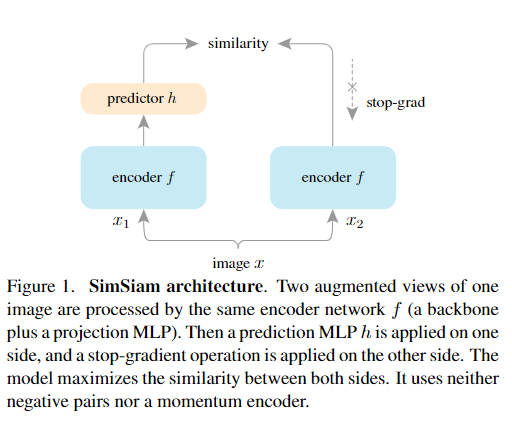 similarity
predictor h
stop-grad
encoder f
encoder f
x1
x2
image x
Figure 1. SimSiam architecture. Two augmented views of one
image are processed by the same encoder network f (a backbone
plus a projection MLP). Then a prediction MLP h is applied on one
side, and a stop-gradient operation is applied on the other side. The
model maximizes the similarity between both sides. It uses neither
negative pairs nor a momentum encoder.